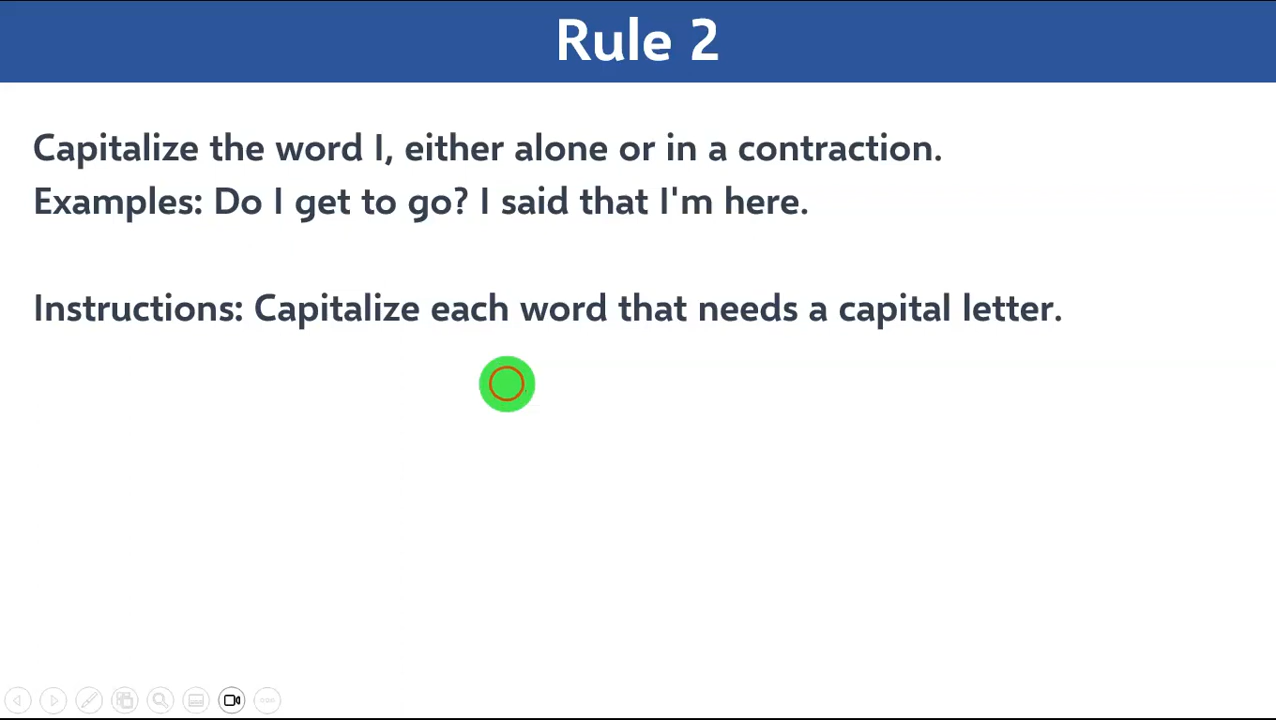 Rule 2
Capitalize the word I, either alone or in a contraction.
Examples: Do I get to go? I said that I'm here.
Instructions: Capitalize each word that needs a capital letter.